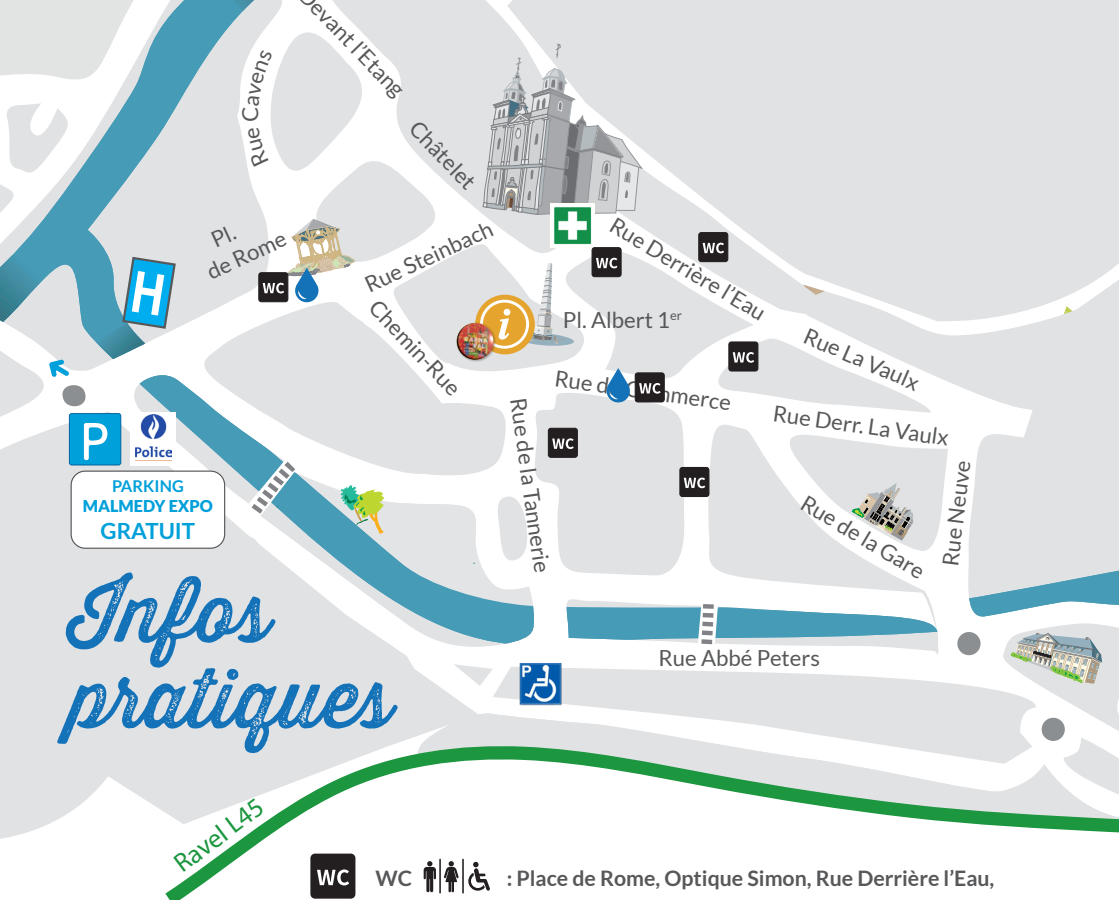 Devant l'Etang
Rue Cavens
Châtelet
Pl.
de Rome
WC
H
Rue Steinbach
Chemin-Rue
i
WC
Rue Derrière l'Eau
WC
Pl. Albert 1er
Rue La Vaulx
WC
Rue du Commerce
WC
Rue Derr. La Vaulx
Rue de la Tannerie
WC
WC
Rue de la Gare
Rue Neuve
P
Police
PARKING
MALMEDY EXPO
GRATUIT
Infos
pratiques
Rue Abbé Peters
P
Ravel L45
WC WC : Place de Rome, Optique Simon, Rue Derrière l'Eau,